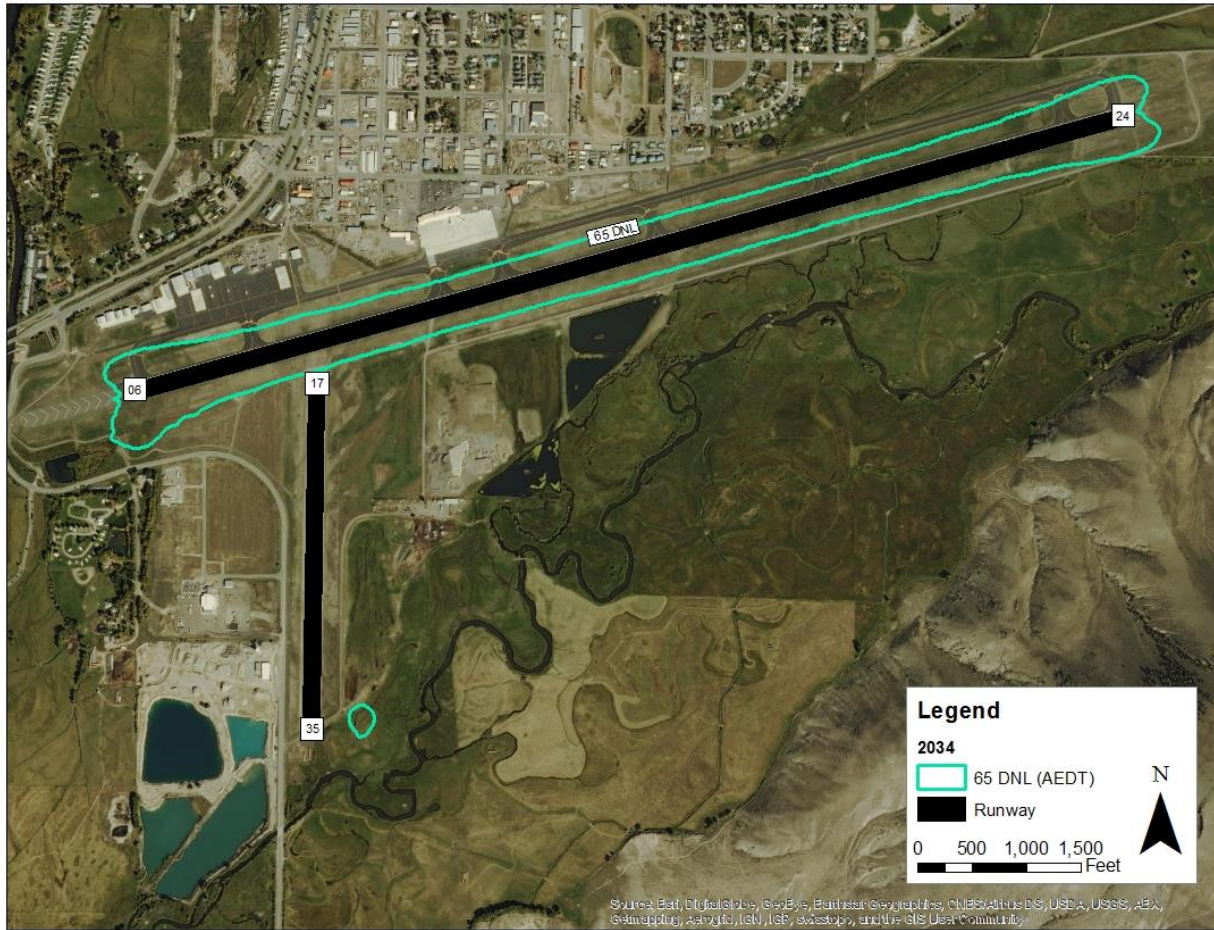 24
65 DNL
06
17
35
Legend
2034
65 DNL (AEDT)
Runway
N
0 500 1,000 1,500
Feet
Source: Esri, DigitalGlobe, GeoEye, Earthstar Geographics, CNES/Airbus DS, USDA, USGS, AEX,
Getmapping, Aerogrid, IGN, IGP, swisstopo, and the GIS User Community